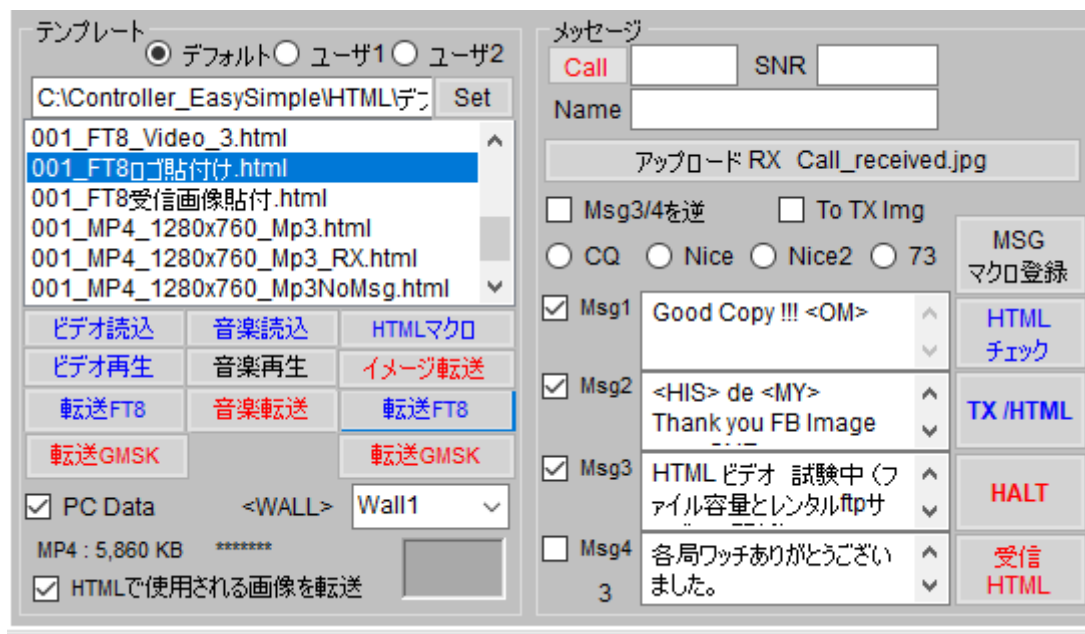 テンプレート
デフォルト ユーザ1 ユーザ2
C:\Controller_EasySimple\HTML\デフ Set
001_FT8_Video_3.html
001_FT8ロゴ貼付け.html
001_FT8受信画像貼付.html
001_MP4_1280x760_Mp3.html
001_MP4_1280x760_Mp3_RX.html
001_MP4_1280x760_Mp3NoMsg.html
ビデオ読込 音楽読込 HTMLマクロ
ビデオ再生 音楽再生 イメージ転送
転送FT8 音楽転送 転送FT8
転送GMSK 転送GMSK
PC Data <WALL> Wall1
MP4 : 5,860 KB *******
HTMLで使用される画像を転送
メッセージ
Call SNR
Name
アップロード RX Call_received.jpg
Msg3/4を逆 To TX Img
CQ Nice Nice2 73
MSG
マクロ登録
Msg1 Good Copy !!! <OM>
HTML
チェック
Msg2 <HIS> de <MY>
Thank you FB Image
TX /HTML
Msg3 HTML ビデオ 試験中（フ
ァイル容量とレンタルftpサ
HALT
Msg4 各局ワッチありがとうござい
ました。
3
受信
HTML